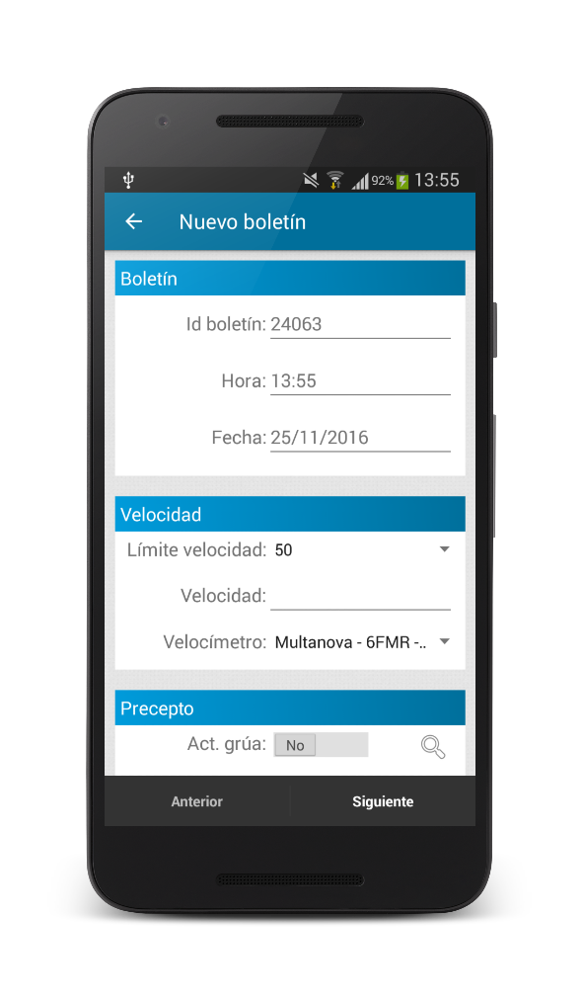 92% 13:55
Nuevo boletín
Boletín
Id boletín: 24063
Hora: 13:55
Fecha: 25/11/2016
Velocidad
Límite velocidad: 50
Velocidad:
Velocímetro: Multanova - 6FMR -..
Precepto
Act. grúa: No
Anterior Siguiente